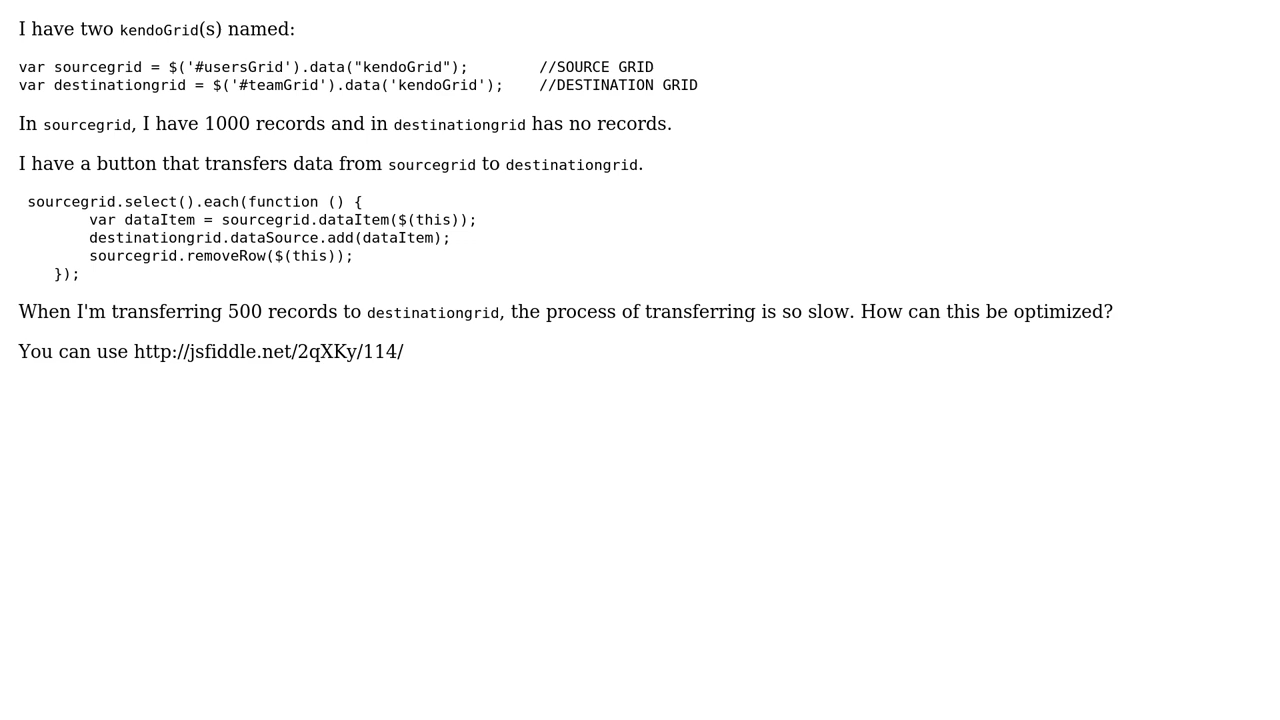 I have two kendoGrid(s) named:
var sourcegrid = $('#usersGrid').data("kendoGrid");        //SOURCE GRID
var destinationgrid = $('#teamGrid').data('kendoGrid');    //DESTINATION GRID
In sourcegrid, I have 1000 records and in destinationgrid has no records.
I have a button that transfers data from sourcegrid to destinationgrid.
 sourcegrid.select().each(function () {
        var dataItem = sourcegrid.dataItem($(this));
        destinationgrid.dataSource.add(dataItem);
        sourcegrid.removeRow($(this));
    });
When I'm transferring 500 records to destinationgrid, the process of transferring is so slow. How can this be optimized?
You can use http://jsfiddle.net/2qXKy/114/